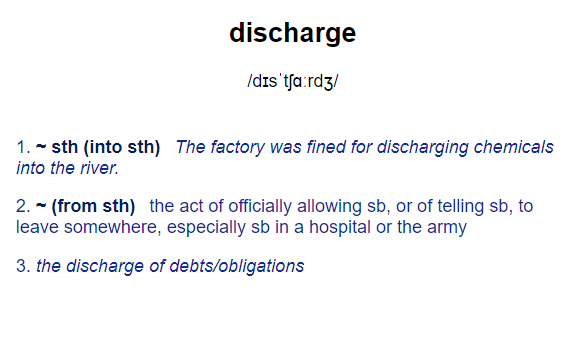 discharge
/dɪsˈtʃɑːrdʒ/
1. ~ sth (into sth) The factory was fined for discharging chemicals
into the river.
2. ~ (from sth) the act of officially allowing sb, or of telling sb, to
leave somewhere, especially sb in a hospital or the army
3. the discharge of debts/obligations